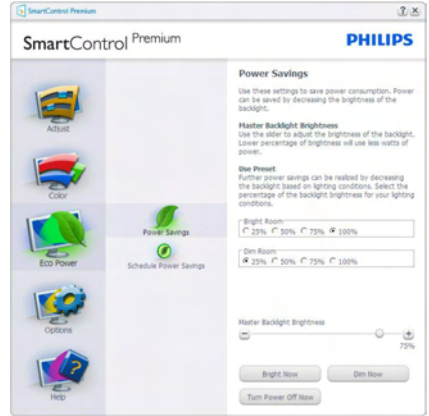 SmartControl Premium
SmartControl Premium
PHILIPS
Adjust
Color
Eco Power
Options
Help
Power Savings
Schedule Power Savings
Power Savings
Use these settings to save power consumption. Power
can be saved by decreasing the brightness of the
backlight.
Master Backlight Brightness
Use the slider to adjust the brightness of the backlight.
Lower percentage of brightness will use less watts of
power.
Use Preset
Further power savings can be realized by decreasing
the backlight based on lighting conditions. Select the
percentage of the backlight brightness for your lighting
conditions.
Bright Room
25% 50% 75% 100%
Dim Room
25% 50% 75% 100%
Master Backlight Brightness
75%
Bright Now Dim Now
Turn Power Off Now